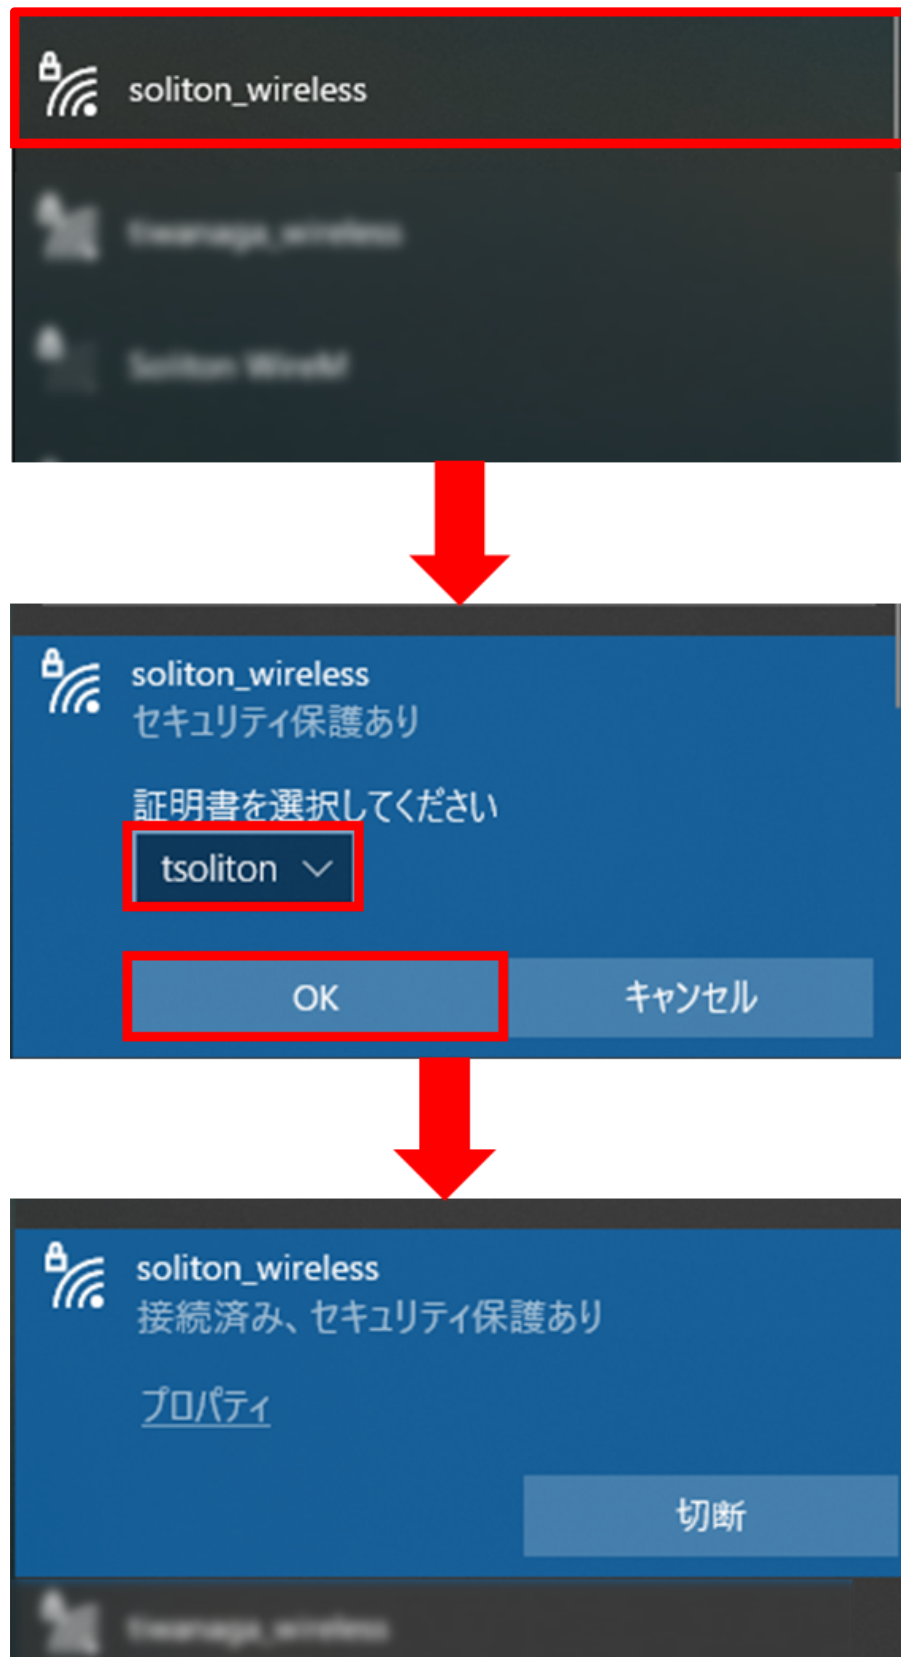 soliton_wireless
soliton_wireless
セキュリティ保護あり
証明書を選択してください
tsoliton
OK
キャンセル
soliton_wireless
接続済み、セキュリティ保護あり
プロパティ
切断